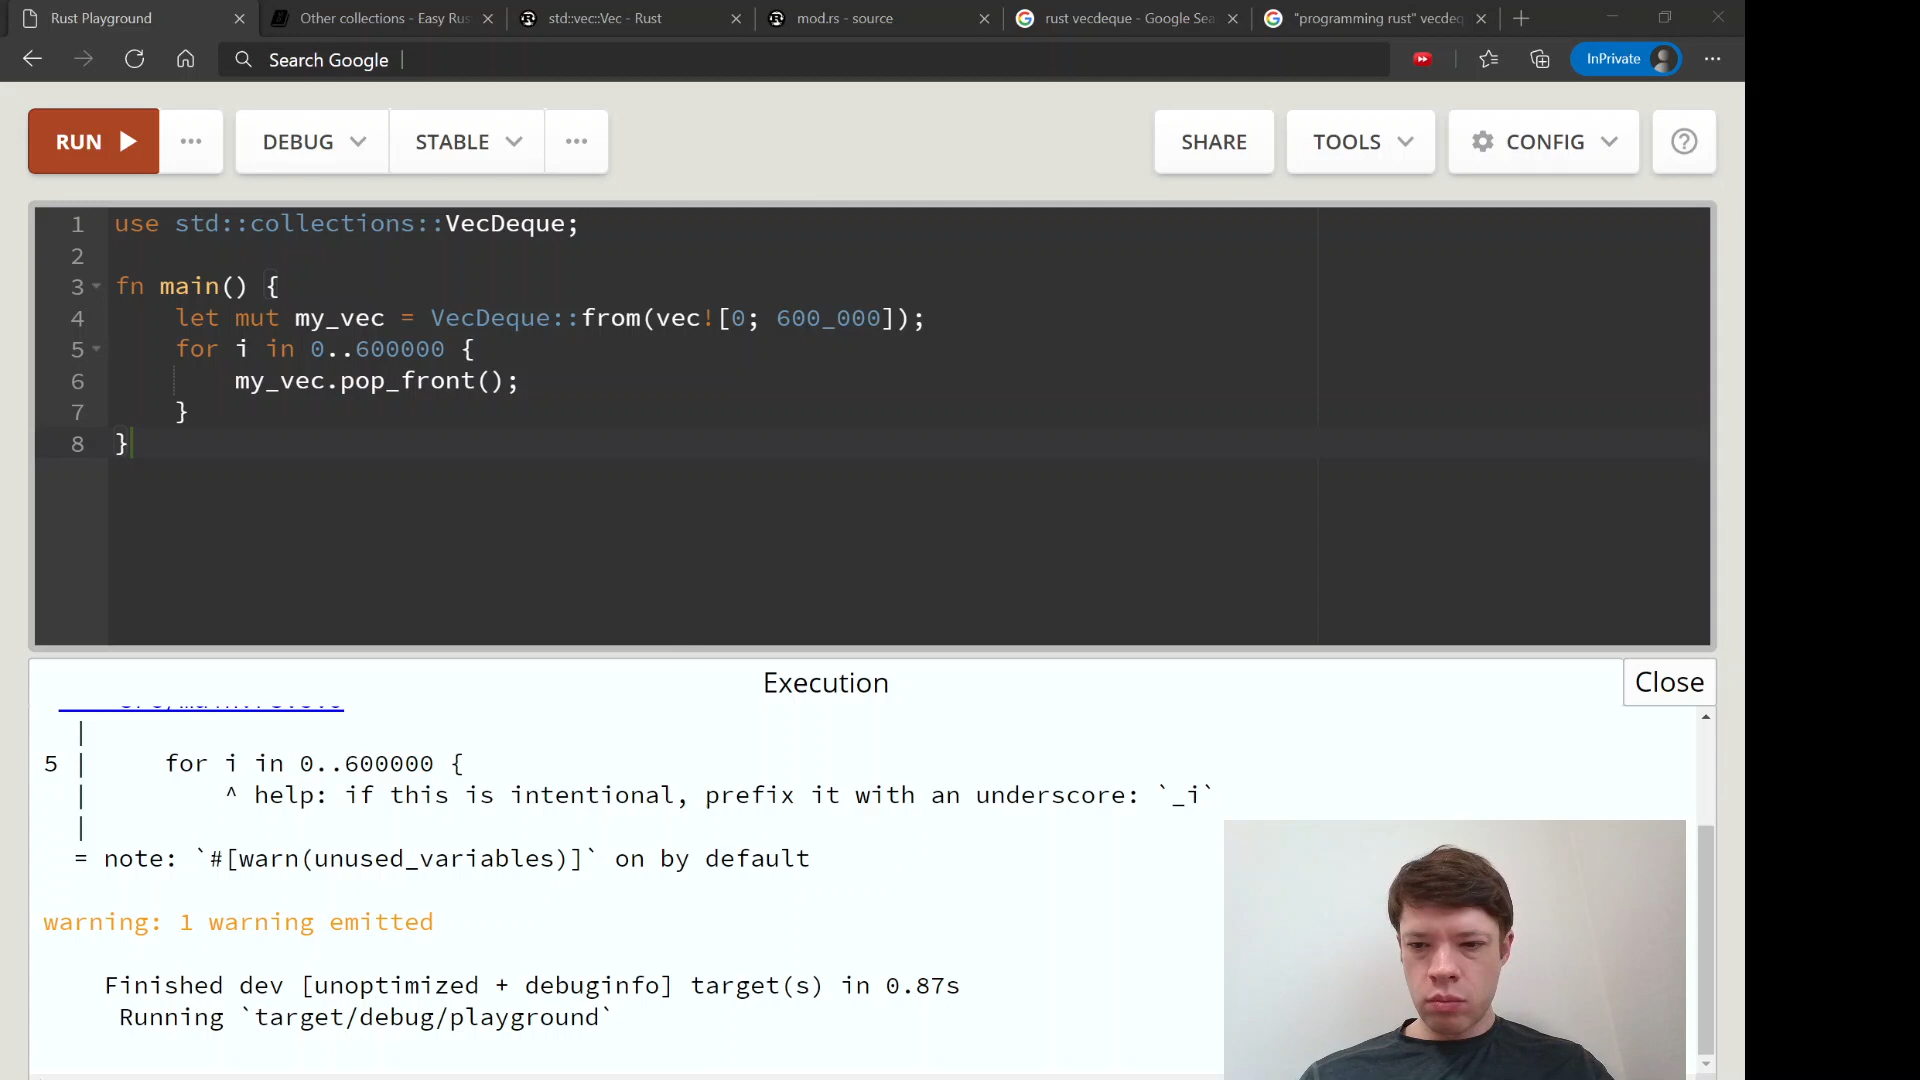 Rust Playground
Other collections - Easy Rus
std::vec::Vec - Rust
mod.rs - source
rust vecdeque - Google Sea
"programming rust" vecdeq
Search Google
InPrivate
RUN
DEBUG
STABLE
SHARE
TOOLS
CONFIG
1 use std::collections::VecDeque;
2
3 fn main() {
4     let mut my_vec = VecDeque::from(vec![0; 600_000]);
5     for i in 0..600000 {
6         my_vec.pop_front();
7     }
8 }
Execution
Close
|
5 |     for i in 0..600000 {
|         ^ help: if this is intentional, prefix it with an underscore: `_i`
|
= note: `#[warn(unused_variables)]` on by default
warning: 1 warning emitted
Finished dev [unoptimized + debuginfo] target(s) in 0.87s
Running `target/debug/playground`